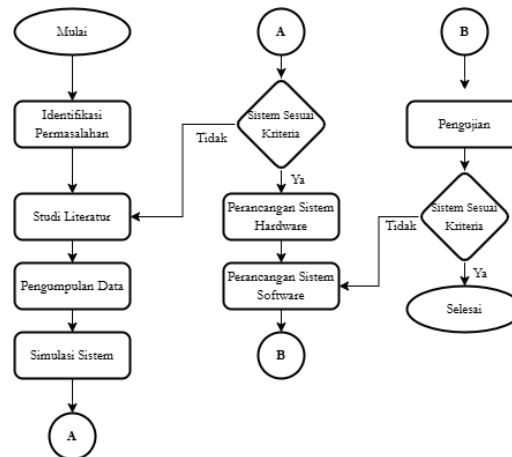 Mulai
Identifikasi
Permasalahan
Studi Literatur
Pengumpulan Data
Simulasi Sistem
A
A
Sistem Sesuai
Kriteria
Tidak
Ya
Perancangan Sistem
Hardware
Perancangan Sistem
Software
B
B
Pengujian
Sistem Sesuai
Kriteria
Tidak
Ya
Selesai